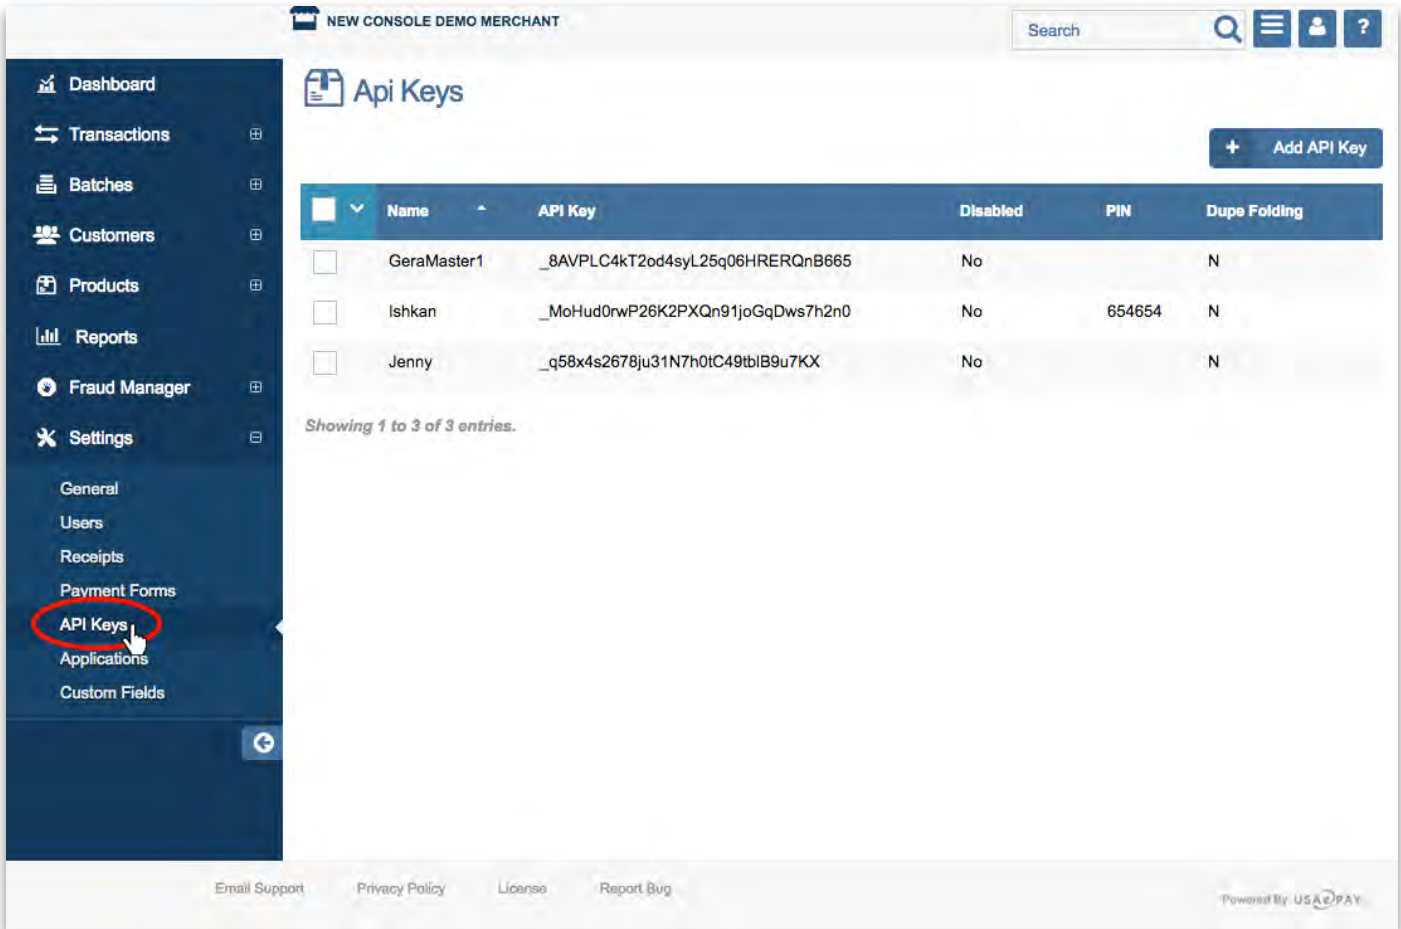 NEW CONSOLE DEMO MERCHANT
Search
?
Dashboard
Transactions
Batches
Customers
Products
Reports
Fraud Manager
Settings
General
Users
Receipts
Payment Forms
API Keys
Applications
Custom Fields
Api Keys
+ Add API Key
Name API Key Disabled PIN Dupe Folding
GeraMaster1 _8AVPLC4kT2od4syL25q06HRERQnB665 No N
Ishkan _MoHud0rwP26K2PXQn91joGqDws7h2n0 No 654654 N
Jenny _q58x4s2678ju31N7h0tC49tblB9u7KX No N
Showing 1 to 3 of 3 entries.
Email Support Privacy Policy License Report Bug
Powered By USAePAY